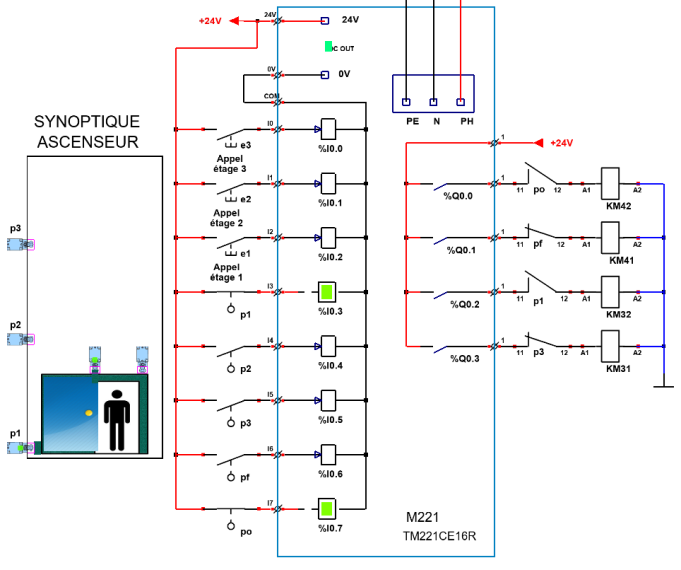 +24V
24V
24V
DC OUT
0V
0V
COM
PE N PH
SYNOPTIQUE
ASCENSEUR
p3
p2
p1
I0
e3
Appel
étage 3
%I0.0
I1
e2
Appel
étage 2
%I0.1
I2
e1
Appel
étage 1
%I0.2
I3
p1
%I0.3
I4
p2
%I0.4
I5
p3
%I0.5
I6
pf
%I0.6
I7
po
%I0.7
1
+24V
%Q0.0
1
11 po 12 A1 A2
KM42
%Q0.1
1
11 pf 12 A1 A2
KM41
%Q0.2
1
11 p1 12 A1 A2
KM32
%Q0.3
1
11 p3 12 A1 A2
KM31
M221
TM221CE16R